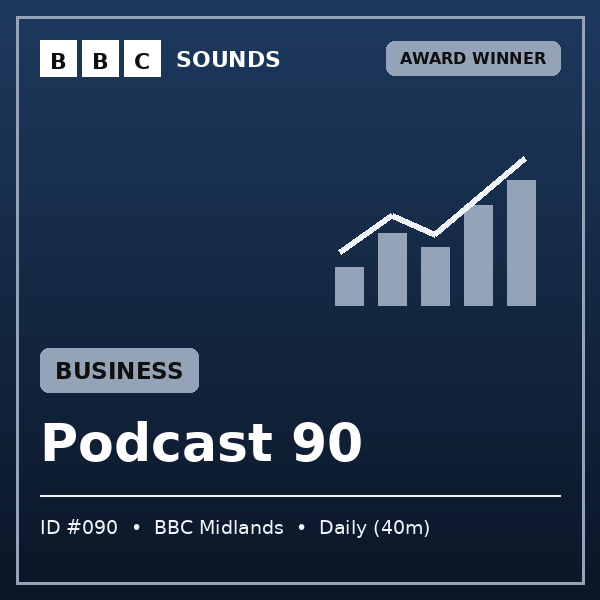 BBC SOUNDS
AWARD WINNER
BUSINESS
Podcast 90
ID #090 • BBC Midlands • Daily (40m)